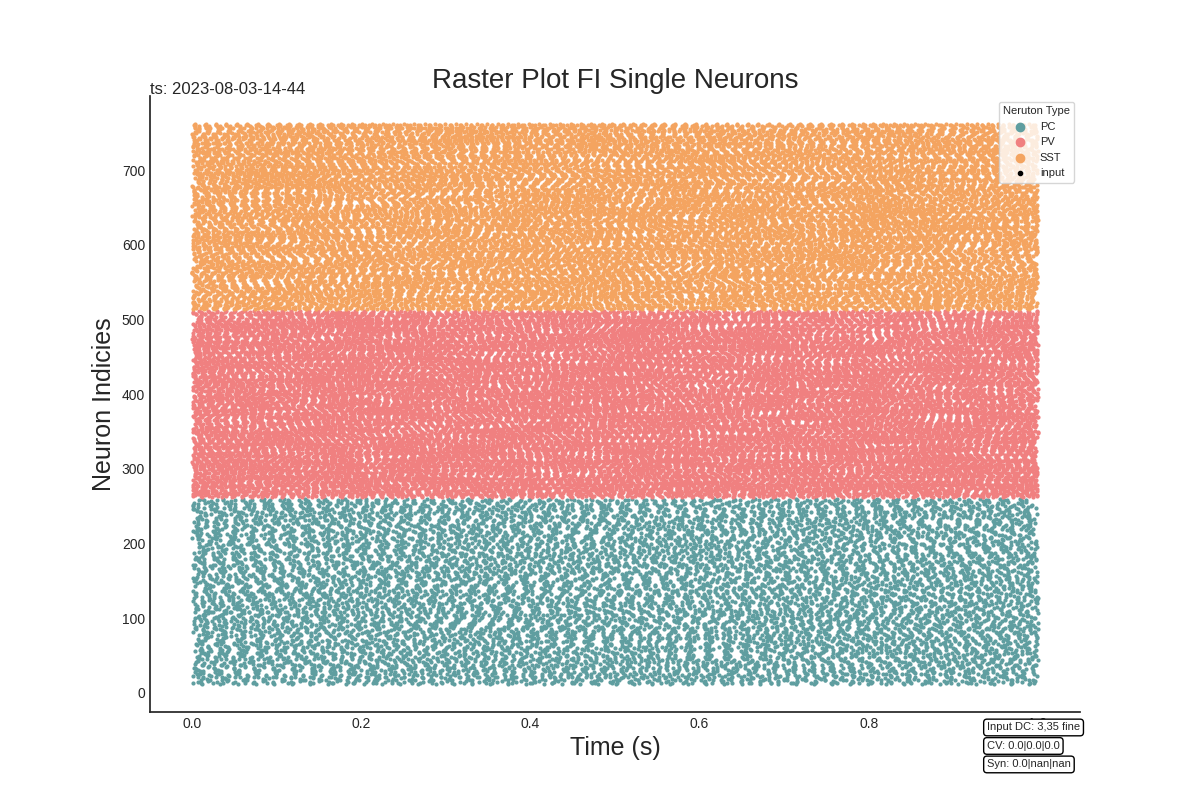 Raster Plot FI Single Neurons
ts: 2023-08-03-14-44
Neruton Type
PC
PV
SST
input
Neuron Indicies
700
600
500
400
300
200
100
0
0.0 0.2 0.4 0.6 0.8
Time (s)
Input DC: 3,35 fine
CV: 0.0|0.0|0.0
Syn: 0.0|nan|nan